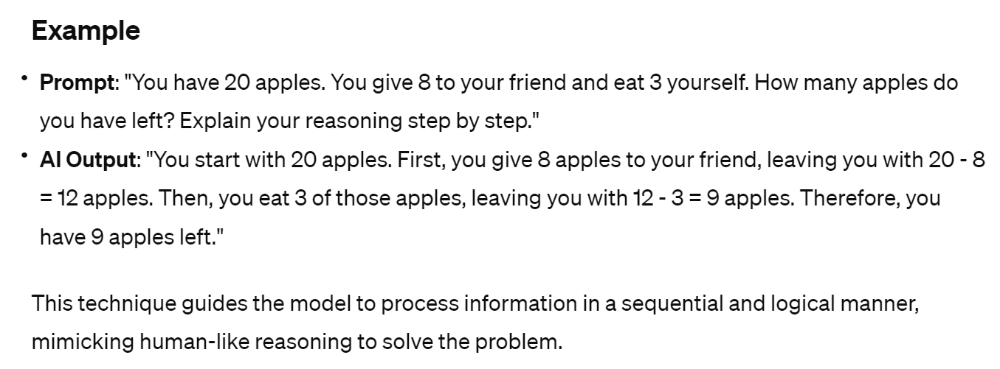 Example
• Prompt: "You have 20 apples. You give 8 to your friend and eat 3 yourself. How many apples do
you have left? Explain your reasoning step by step."
• AI Output: "You start with 20 apples. First, you give 8 apples to your friend, leaving you with 20 - 8
= 12 apples. Then, you eat 3 of those apples, leaving you with 12 - 3 = 9 apples. Therefore, you
have 9 apples left."
This technique guides the model to process information in a sequential and logical manner,
mimicking human-like reasoning to solve the problem.